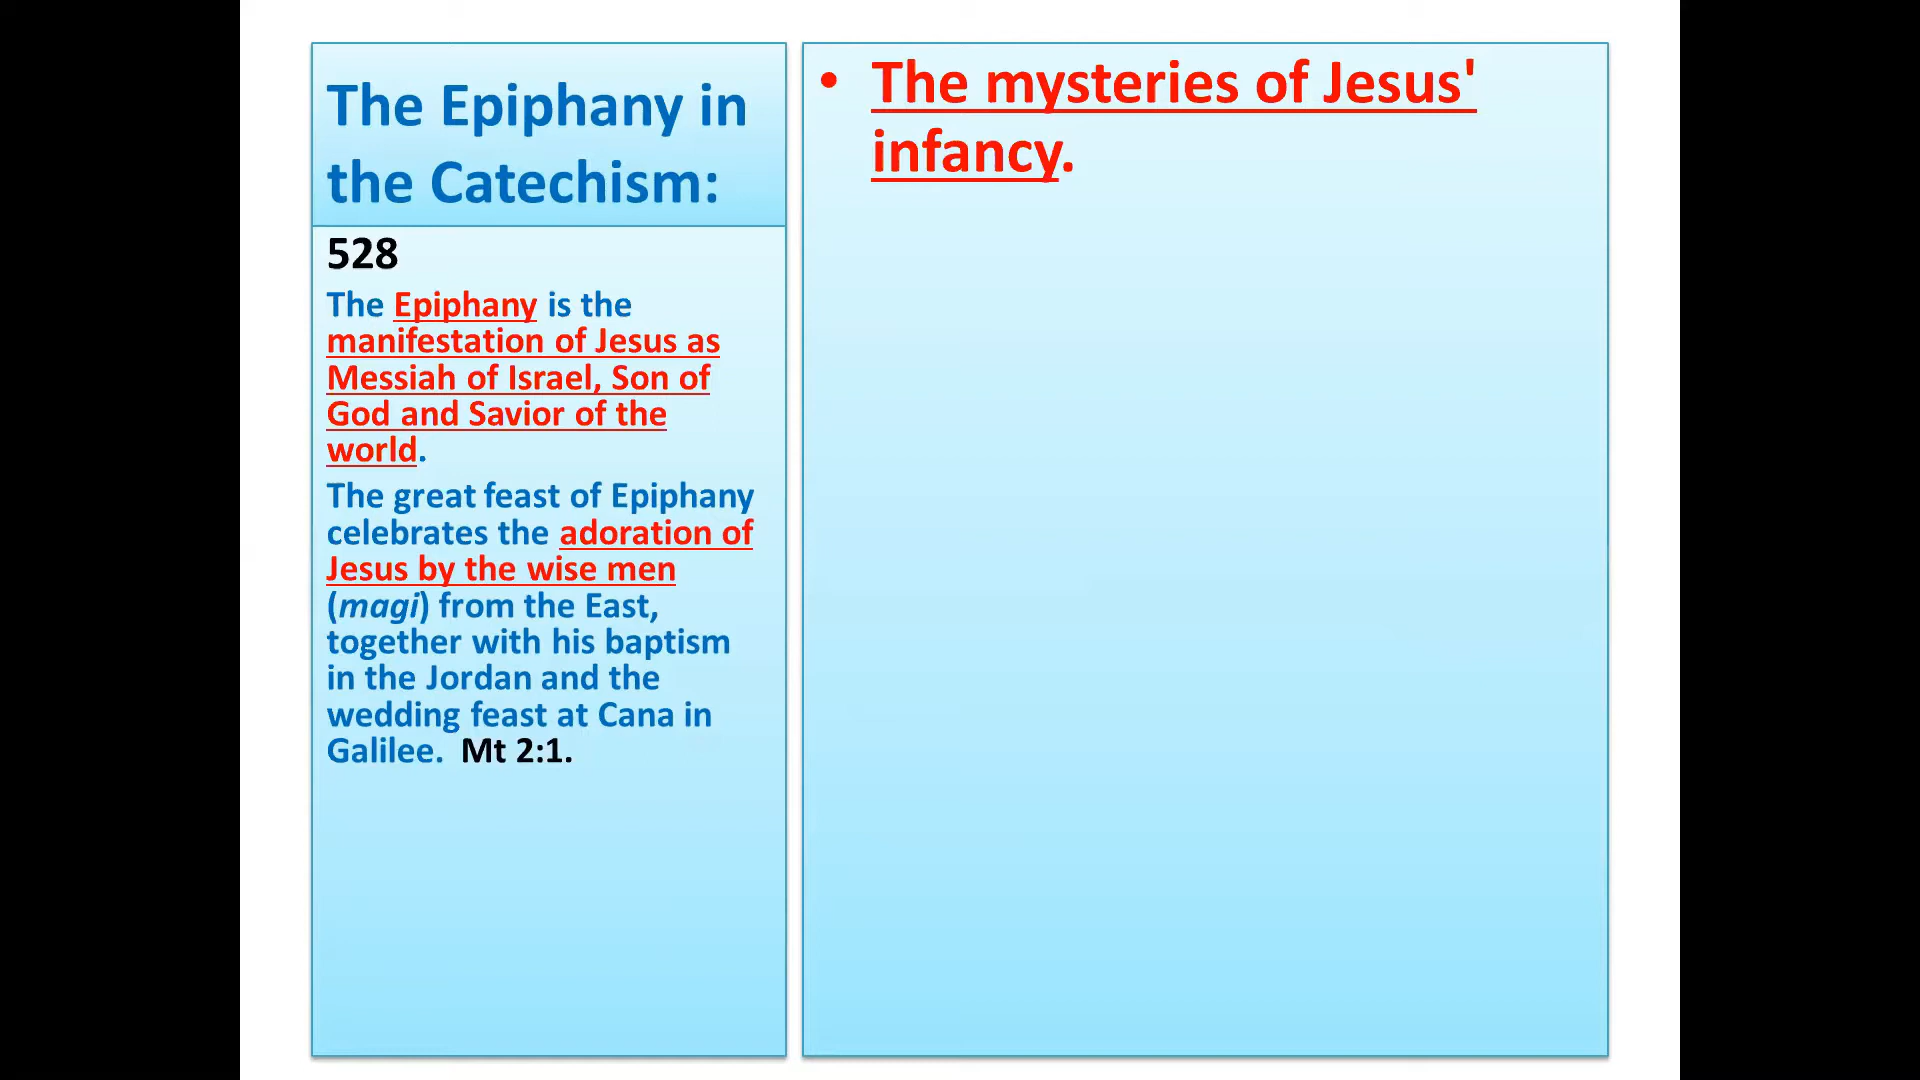 The Epiphany in
the Catechism:
528
The Epiphany is the
manifestation of Jesus as
Messiah of Israel, Son of
God and Savior of the
world.
The great feast of Epiphany
celebrates the adoration of
Jesus by the wise men
(magi) from the East,
together with his baptism
in the Jordan and the
wedding feast at Cana in
Galilee.  Mt 2:1.
• The mysteries of Jesus'
infancy.